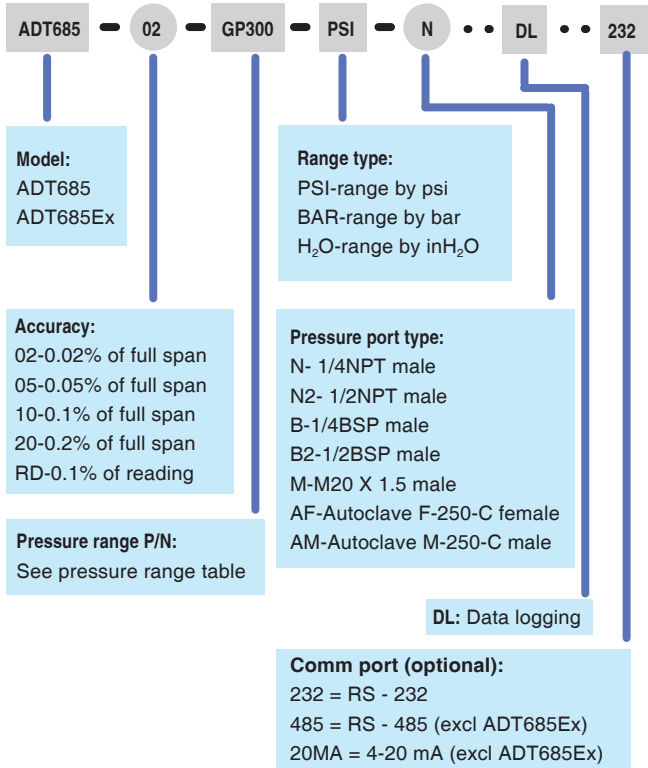 ADT685 - 02 - GP300 - PSI - N · · DL · · 232
Model:
ADT685
ADT685Ex
Range type:
PSI-range by psi
BAR-range by bar
H₂O-range by inH₂O
Accuracy:
02-0.02% of full span
05-0.05% of full span
10-0.1% of full span
20-0.2% of full span
RD-0.1% of reading
Pressure port type:
N- 1/4NPT male
N2- 1/2NPT male
B-1/4BSP male
B2-1/2BSP male
M-M20 X 1.5 male
AF-Autoclave F-250-C female
AM-Autoclave M-250-C male
Pressure range P/N:
See pressure range table
DL: Data logging
Comm port (optional):
232 = RS - 232
485 = RS - 485 (excl ADT685Ex)
20MA = 4-20 mA (excl ADT685Ex)